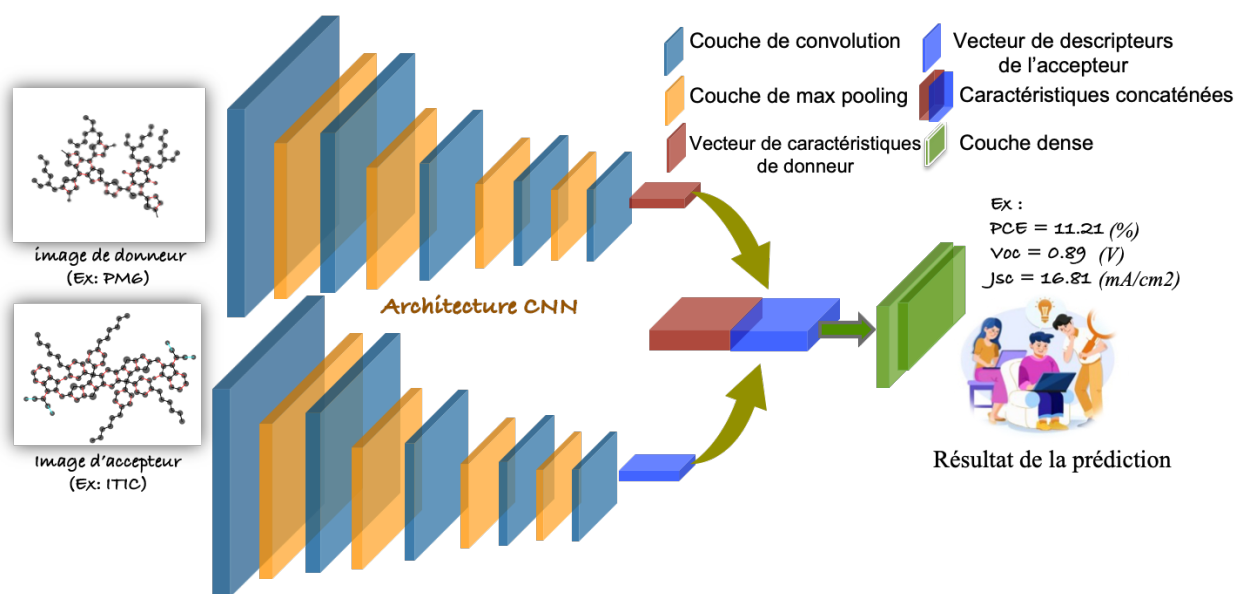 Couche de convolution
Vecteur de descripteurs
de l'accepteur
Couche de max pooling
Caractéristiques concaténées
Vecteur de caractéristiques
de donneur
Couche dense
image de donneur
(Ex: PM6)
Architecture CNN
Ex :
PCE = 11.21 (%)
Voc = 0.89 (V)
Jsc = 16.81 (mA/cm2)
Image d'accepteur
(Ex: ITIC)
Résultat de la prédiction